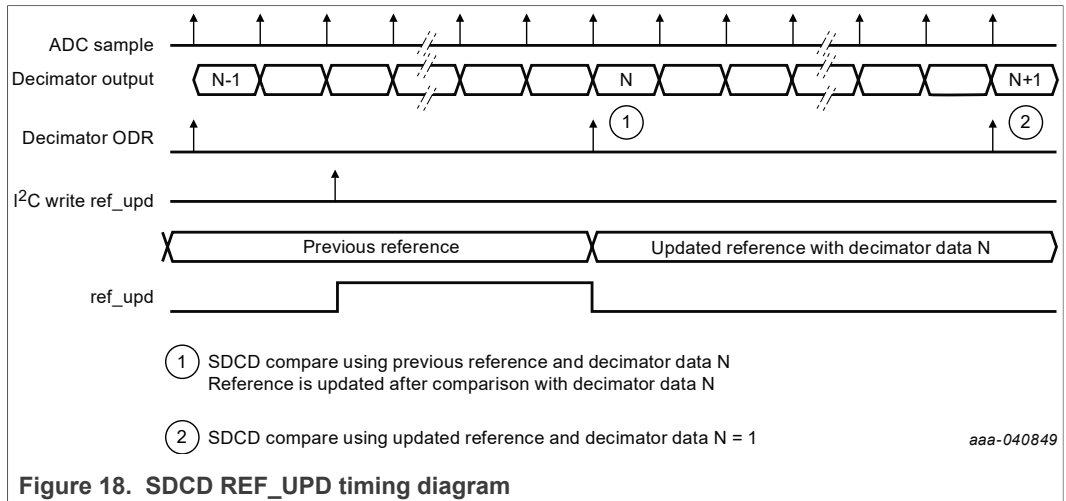 ADC sample
Decimator output N-1 N N+1
1 2
Decimator ODR
I²C write ref_upd
Previous reference Updated reference with decimator data N
ref_upd
1 SDCD compare using previous reference and decimator data N
Reference is updated after comparison with decimator data N
2 SDCD compare using updated reference and decimator data N = 1
aaa-040849
Figure 18. SDCD REF_UPD timing diagram